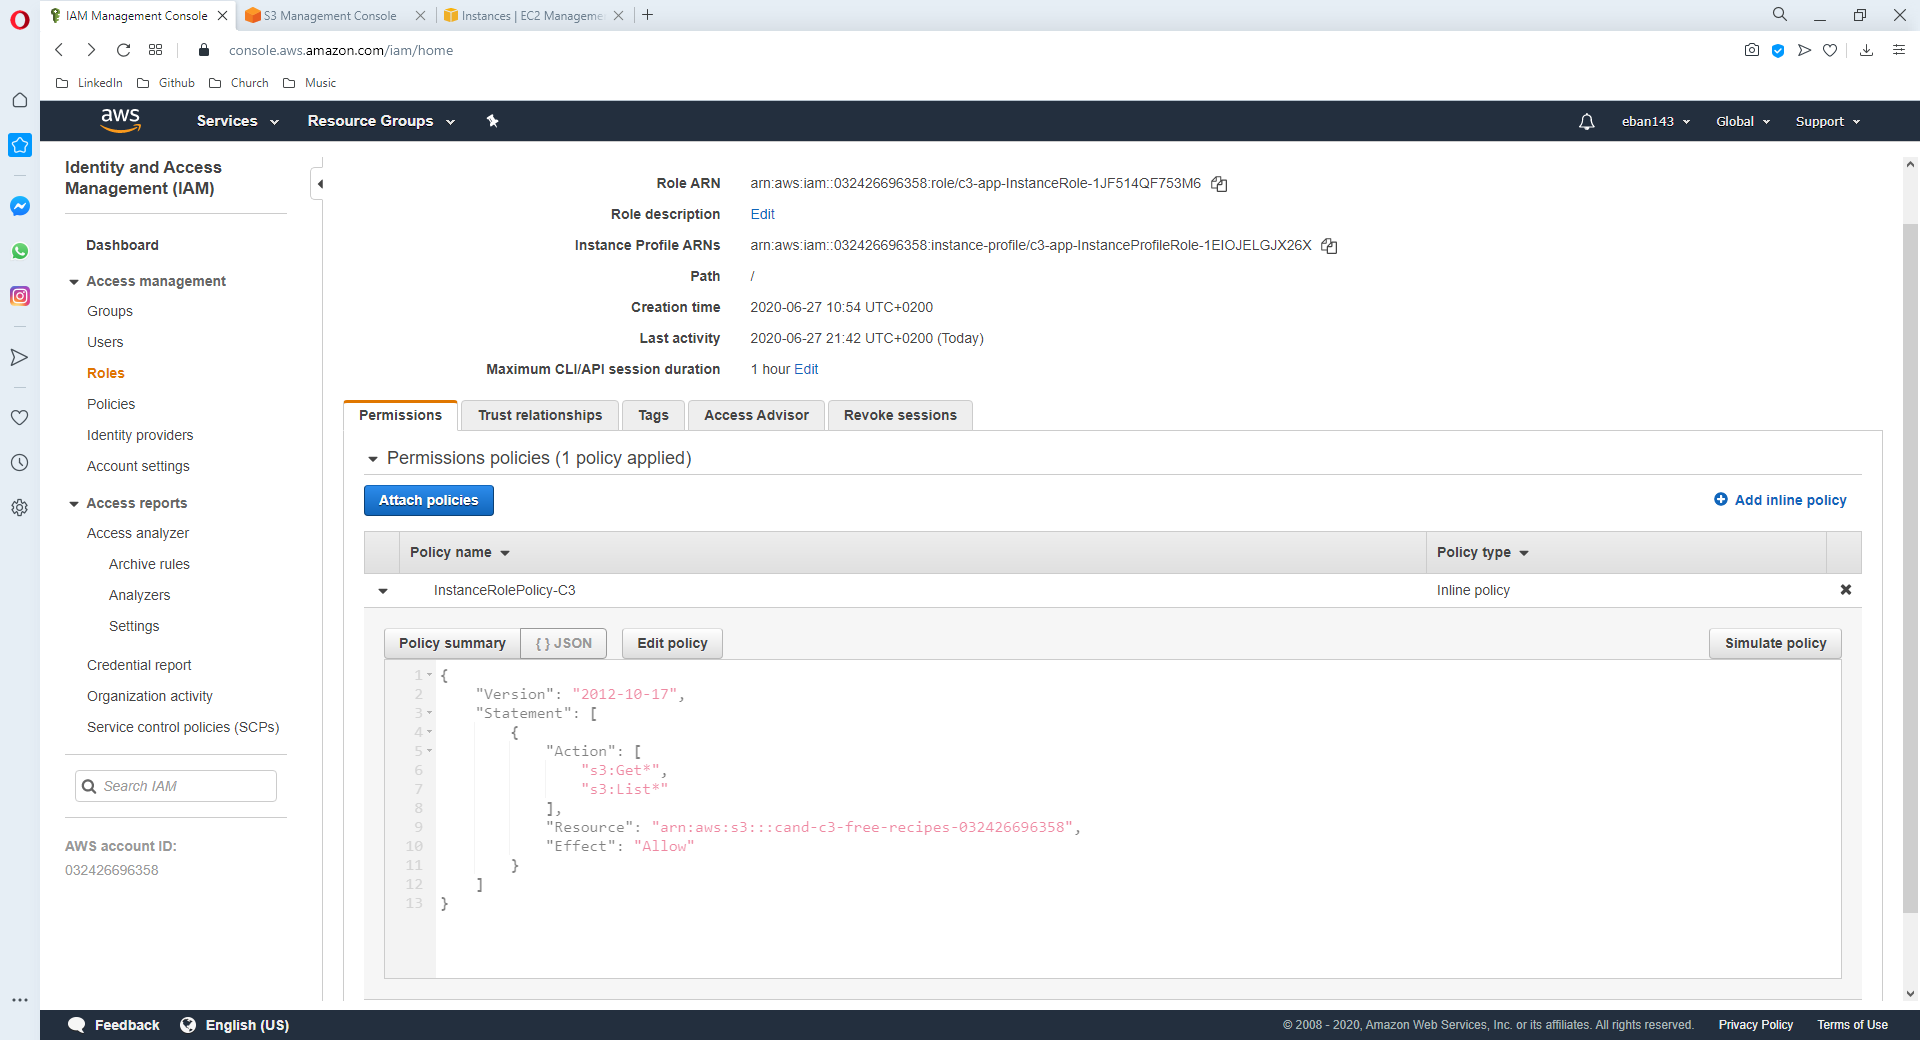 IAM Management Console
S3 Management Console
Instances | EC2 Manageme
console.aws.amazon.com/iam/home
LinkedIn
Github
Church
Music
aws
Services
Resource Groups
eban143
Global
Support
Identity and Access
Management (IAM)
Dashboard
Access management
Groups
Users
Roles
Policies
Identity providers
Account settings
Access reports
Access analyzer
Archive rules
Analyzers
Settings
Credential report
Organization activity
Service control policies (SCPs)
Search IAM
AWS account ID:
032426696358
Role ARN arn:aws:iam::032426696358:role/c3-app-InstanceRole-1JF514QF753M6
Role description Edit
Instance Profile ARNs arn:aws:iam::032426696358:instance-profile/c3-app-InstanceProfileRole-1EIOJELGJX26X
Path /
Creation time 2020-06-27 10:54 UTC+0200
Last activity 2020-06-27 21:42 UTC+0200 (Today)
Maximum CLI/API session duration 1 hour Edit
Permissions
Trust relationships
Tags
Access Advisor
Revoke sessions
Permissions policies (1 policy applied)
Attach policies
Add inline policy
Policy name
Policy type
InstanceRolePolicy-C3
Inline policy
Policy summary
{ } JSON
Edit policy
Simulate policy
1 {
2 "Version": "2012-10-17",
3 "Statement": [
4 {
5 "Action": [
6 "s3:Get*",
7 "s3:List*"
8 ],
9 "Resource": "arn:aws:s3:::cand-c3-free-recipes-032426696358",
10 "Effect": "Allow"
11 }
12 ]
13 }
Feedback
English (US)
© 2008 - 2020, Amazon Web Services, Inc. or its affiliates. All rights reserved.
Privacy Policy
Terms of Use